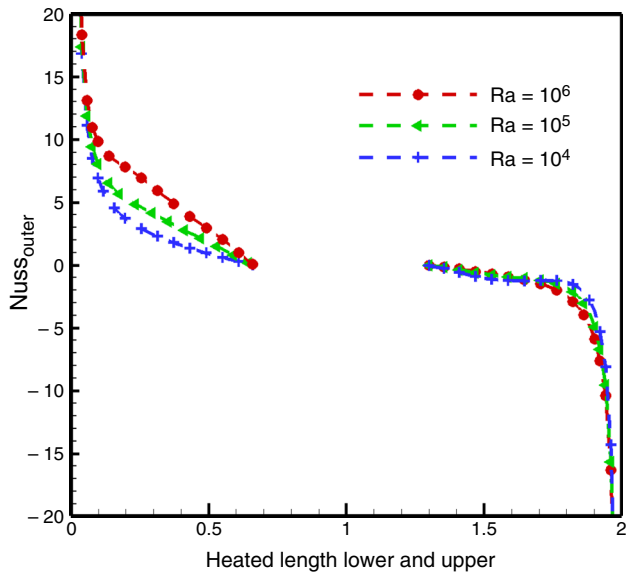 20
15
10
5
0
−5
−10
−15
−20
Nuss_outer
Ra = 10^6
Ra = 10^5
Ra = 10^4
0 0.5 1 1.5 2
Heated length lower and upper